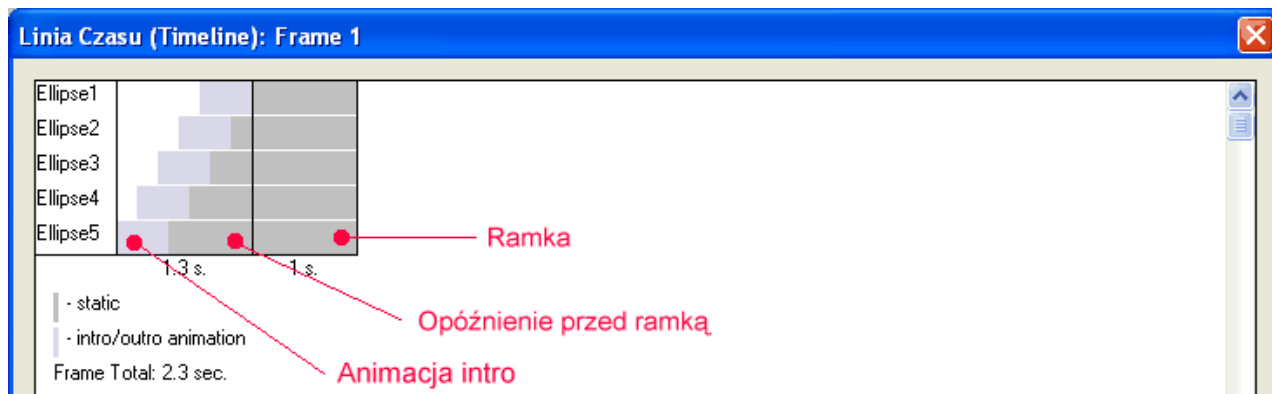 Linia Czasu (Timeline): Frame 1
Ellipse1
Ellipse2
Ellipse3
Ellipse4
Ellipse5
Ramka
1.3 s.
1 s.
- static
Opóźnienie przed ramką
- intro/outro animation
Frame Total: 2.3 sec.
Animacja intro